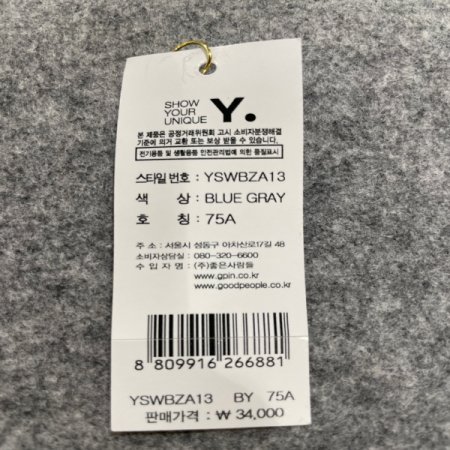 SHOW
YOUR
UNIQUE
Y.
본 제품은 공정거래위원회 고시 소비자분쟁해결
기준에 의거 교환 또는 보상 받을 수 있습니다.
전기용품 및 생활용품 안전관리법에 의한 품질표시
스타일번호 : YSWBZA13
색 상 : BLUE GRAY
호 칭 : 75A
주 소 : 서울시 성동구 아차산로17길 48
소비자상담실 : 080-320-6600
수 입 자 명 : (주)좋은사람들
www.gpin.co.kr
www.goodpeople.co.kr
8 809916 266881
YSWBZA13 BY 75A
판매가격 : ₩ 34,000